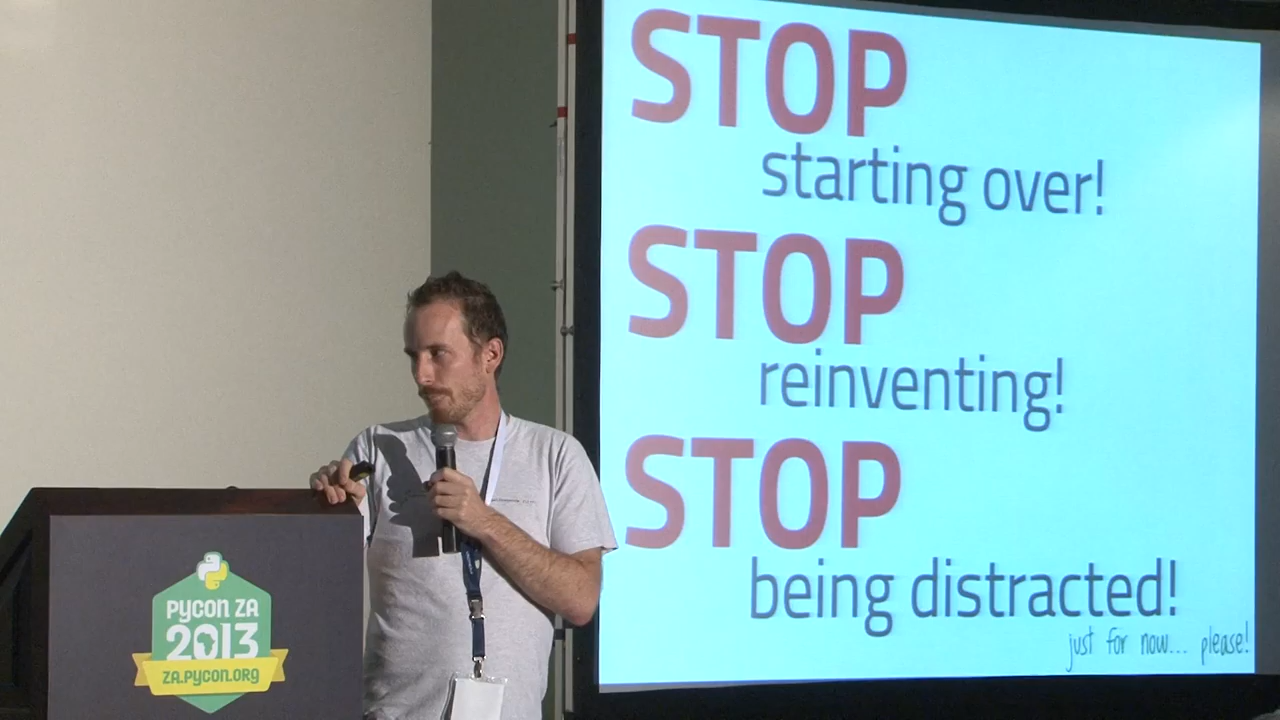 STOP
starting over!
STOP
reinventing!
STOP
being distracted!
just for now... please!
PYCON ZA
2013
ZA.PYCON.ORG